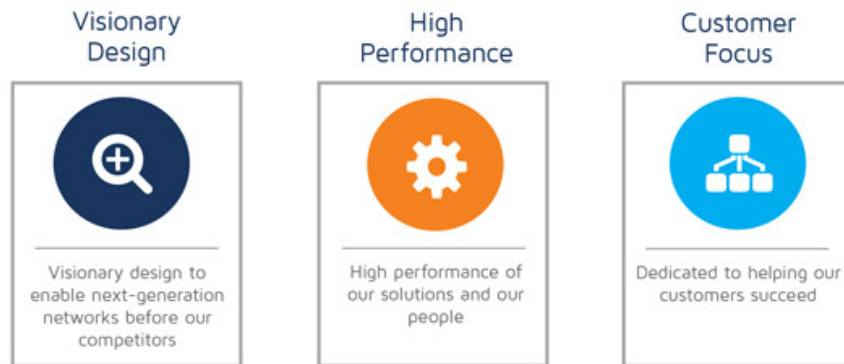 Visionary
Design
Visionary design to
enable next-generation
networks before our
competitors
High
Performance
High performance of
our solutions and our
people
Customer
Focus
Dedicated to helping our
customers succeed